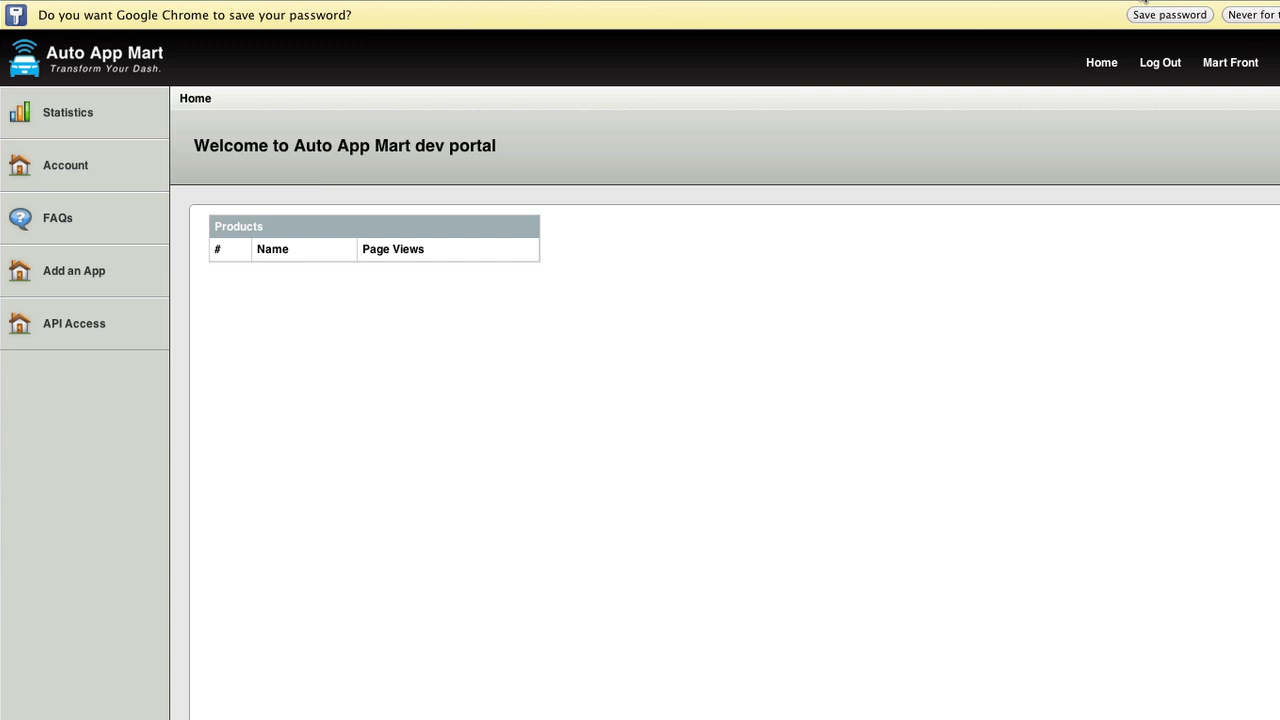 Do you want Google Chrome to save your password?
Save password
Never for
Auto App Mart
Transform Your Dash.
Home
Log Out
Mart Front
Statistics
Account
FAQs
Add an App
API Access
Home
Welcome to Auto App Mart dev portal
Products
# Name Page Views